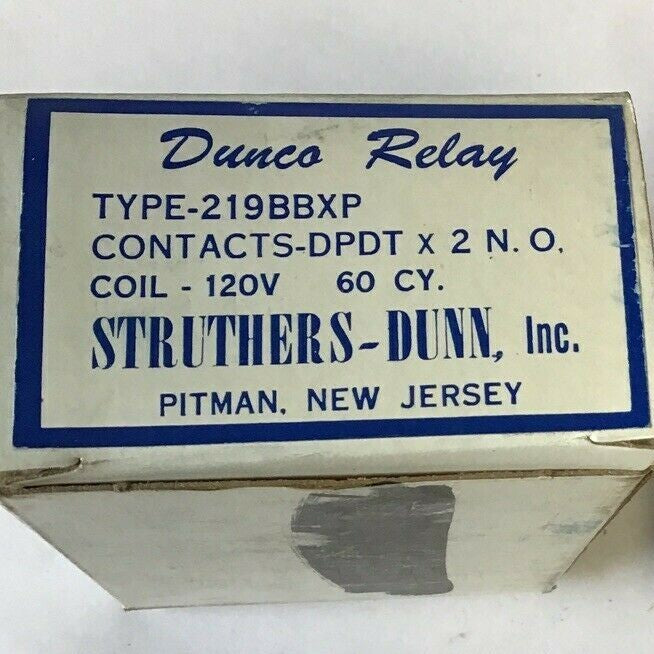 Dunco Relay
TYPE-219BBXP
CONTACTS-DPDT x 2 N.O.
COIL - 120V 60 CY.
STRUTHERS-DUNN, Inc.
PITMAN, NEW JERSEY